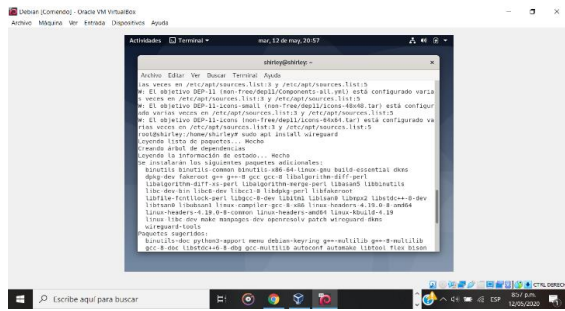 Debian [Corriendo] - Oracle VM VirtualBox
Archivo Máquina Ver Entrada Dispositivos Ayuda
Actividades Terminal mar, 12 de may, 20:57
shirley@shirley: ~
Archivo Editar Ver Buscar Terminal Ayuda
ias veces en /etc/apt/sources.list:3 y /etc/apt/sources.list:5
W: El objetivo DEP-11 (non-free/dep11/Components-all.yml) está configurado varia
s veces en /etc/apt/sources.list:3 y /etc/apt/sources.list:5
W: El objetivo DEP-11-icons-small (non-free/dep11/icons-48x48.tar) está configur
ado varias veces en /etc/apt/sources.list:3 y /etc/apt/sources.list:5
W: El objetivo DEP-11-icons (non-free/dep11/icons-64x64.tar) está configurado va
rias veces en /etc/apt/sources.list:3 y /etc/apt/sources.list:5
root@shirley:/home/shirley# sudo apt install wireguard
Leyendo lista de paquetes... Hecho
Creando árbol de dependencias
Leyendo la información de estado... Hecho
Se instalarán los siguientes paquetes adicionales:
binutils binutils-common binutils-x86-64-linux-gnu build-essential dkms
dpkg-dev fakeroot g++ g++-8 gcc gcc-8 libalgorithm-diff-perl
libalgorithm-diff-xs-perl libalgorithm-merge-perl libasan5 libbinutils
libc-dev-bin libc6-dev libcc1-0 libdpkg-perl libfakeroot
libfile-fcntllock-perl libgcc-8-dev libitm1 liblsan0 libmpx2 libstdc++-8-dev
libtsan0 libubsan1 linux-compiler-gcc-8-x86 linux-headers-4.19.0-8-amd64
linux-headers-4.19.0-8-common linux-headers-amd64 linux-kbuild-4.19
linux-libc-dev make manpages-dev openresolv patch wireguard-dkms
wireguard-tools
Paquetes sugeridos:
binutils-doc python3-apport menu debian-keyring g++-multilib g++-8-multilib
gcc-8-doc libstdc++6-8-dbg gcc-multilib autoconf automake libtool flex bison
CTRL DERECHO
Escribe aquí para buscar
ESP
8:57 p.m.
12/05/2020